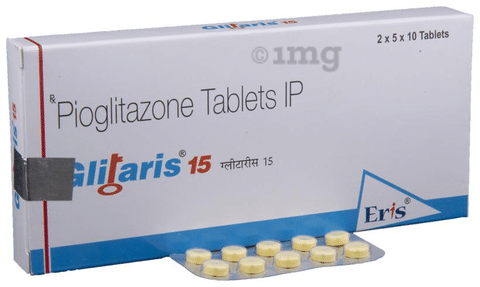 ©1mg
2 x 5 x 10 Tablets
℞ Pioglitazone Tablets IP
Glitaris® 15 ग्लीटारीस 15
Eris®